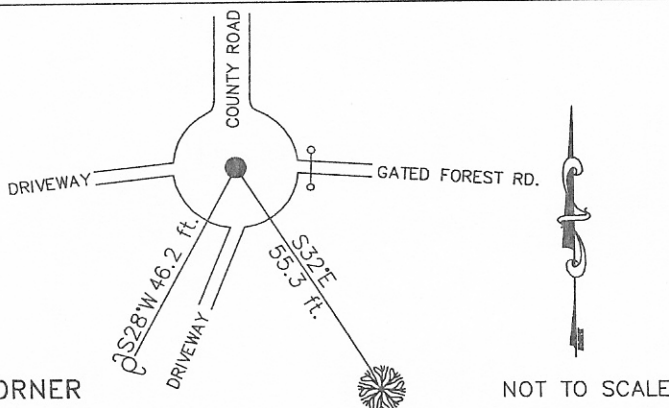 COUNTY ROAD
DRIVEWAY
GATED FOREST RD.
S28°W 46.2 ft.
S32°E
55.3 ft.
DRIVEWAY
ORNER
NOT TO SCALE